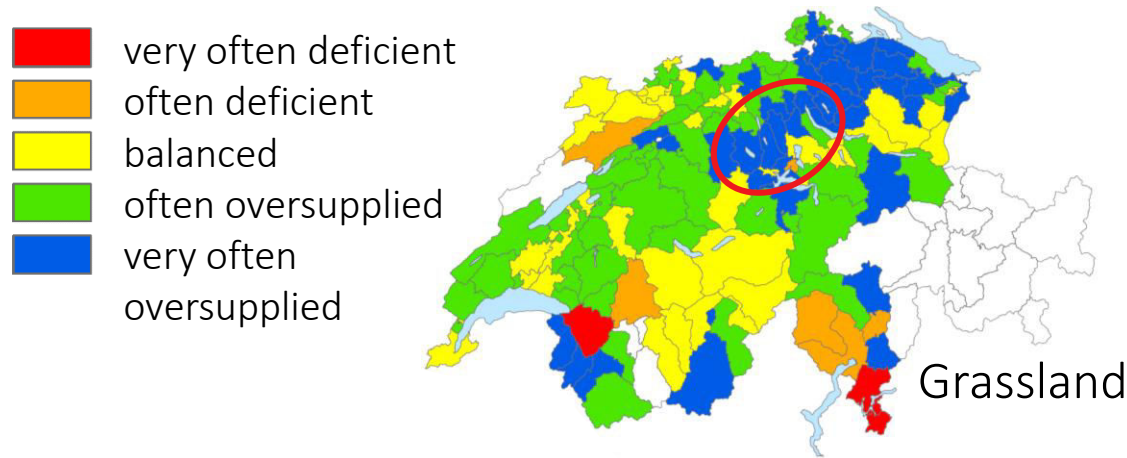 very often deficient
often deficient
balanced
often oversupplied
very often
oversupplied
Grassland